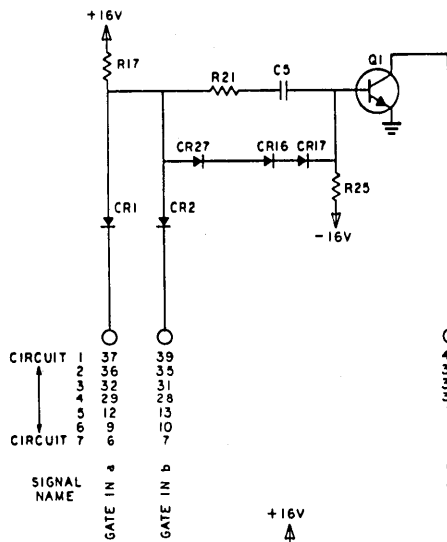 +16V
R17
R21
C5
Q1
CR27
CR16
CR17
R25
CR1
CR2
-16V
CIRCUIT 1 37 39
2 36 35
3 32 31
4 29 28
5 12 13
6 9 10
CIRCUIT 7 6 7
SIGNAL NAME
GATE IN a
GATE IN b
+16V